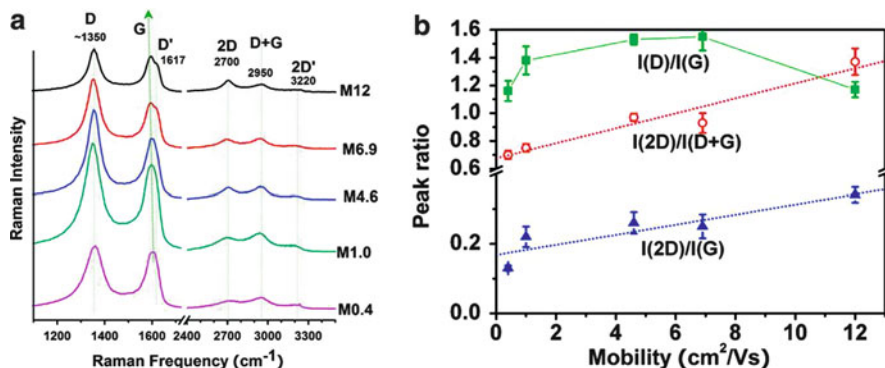 a
D
~1350
G
D'
1617
2D
2700
D+G
2950
2D'
3220
M12
M6.9
M4.6
M1.0
M0.4
Raman Intensity
1200
1600
2400
2700
3000
3300
Raman Frequency (cm-1)
b
1.6
1.4
1.2
1.0
0.8
0.6
0.2
0.0
Peak ratio
I(D)/I(G)
I(2D)/I(D+G)
I(2D)/I(G)
0
2
4
6
8
10
12
Mobility (cm2/Vs)